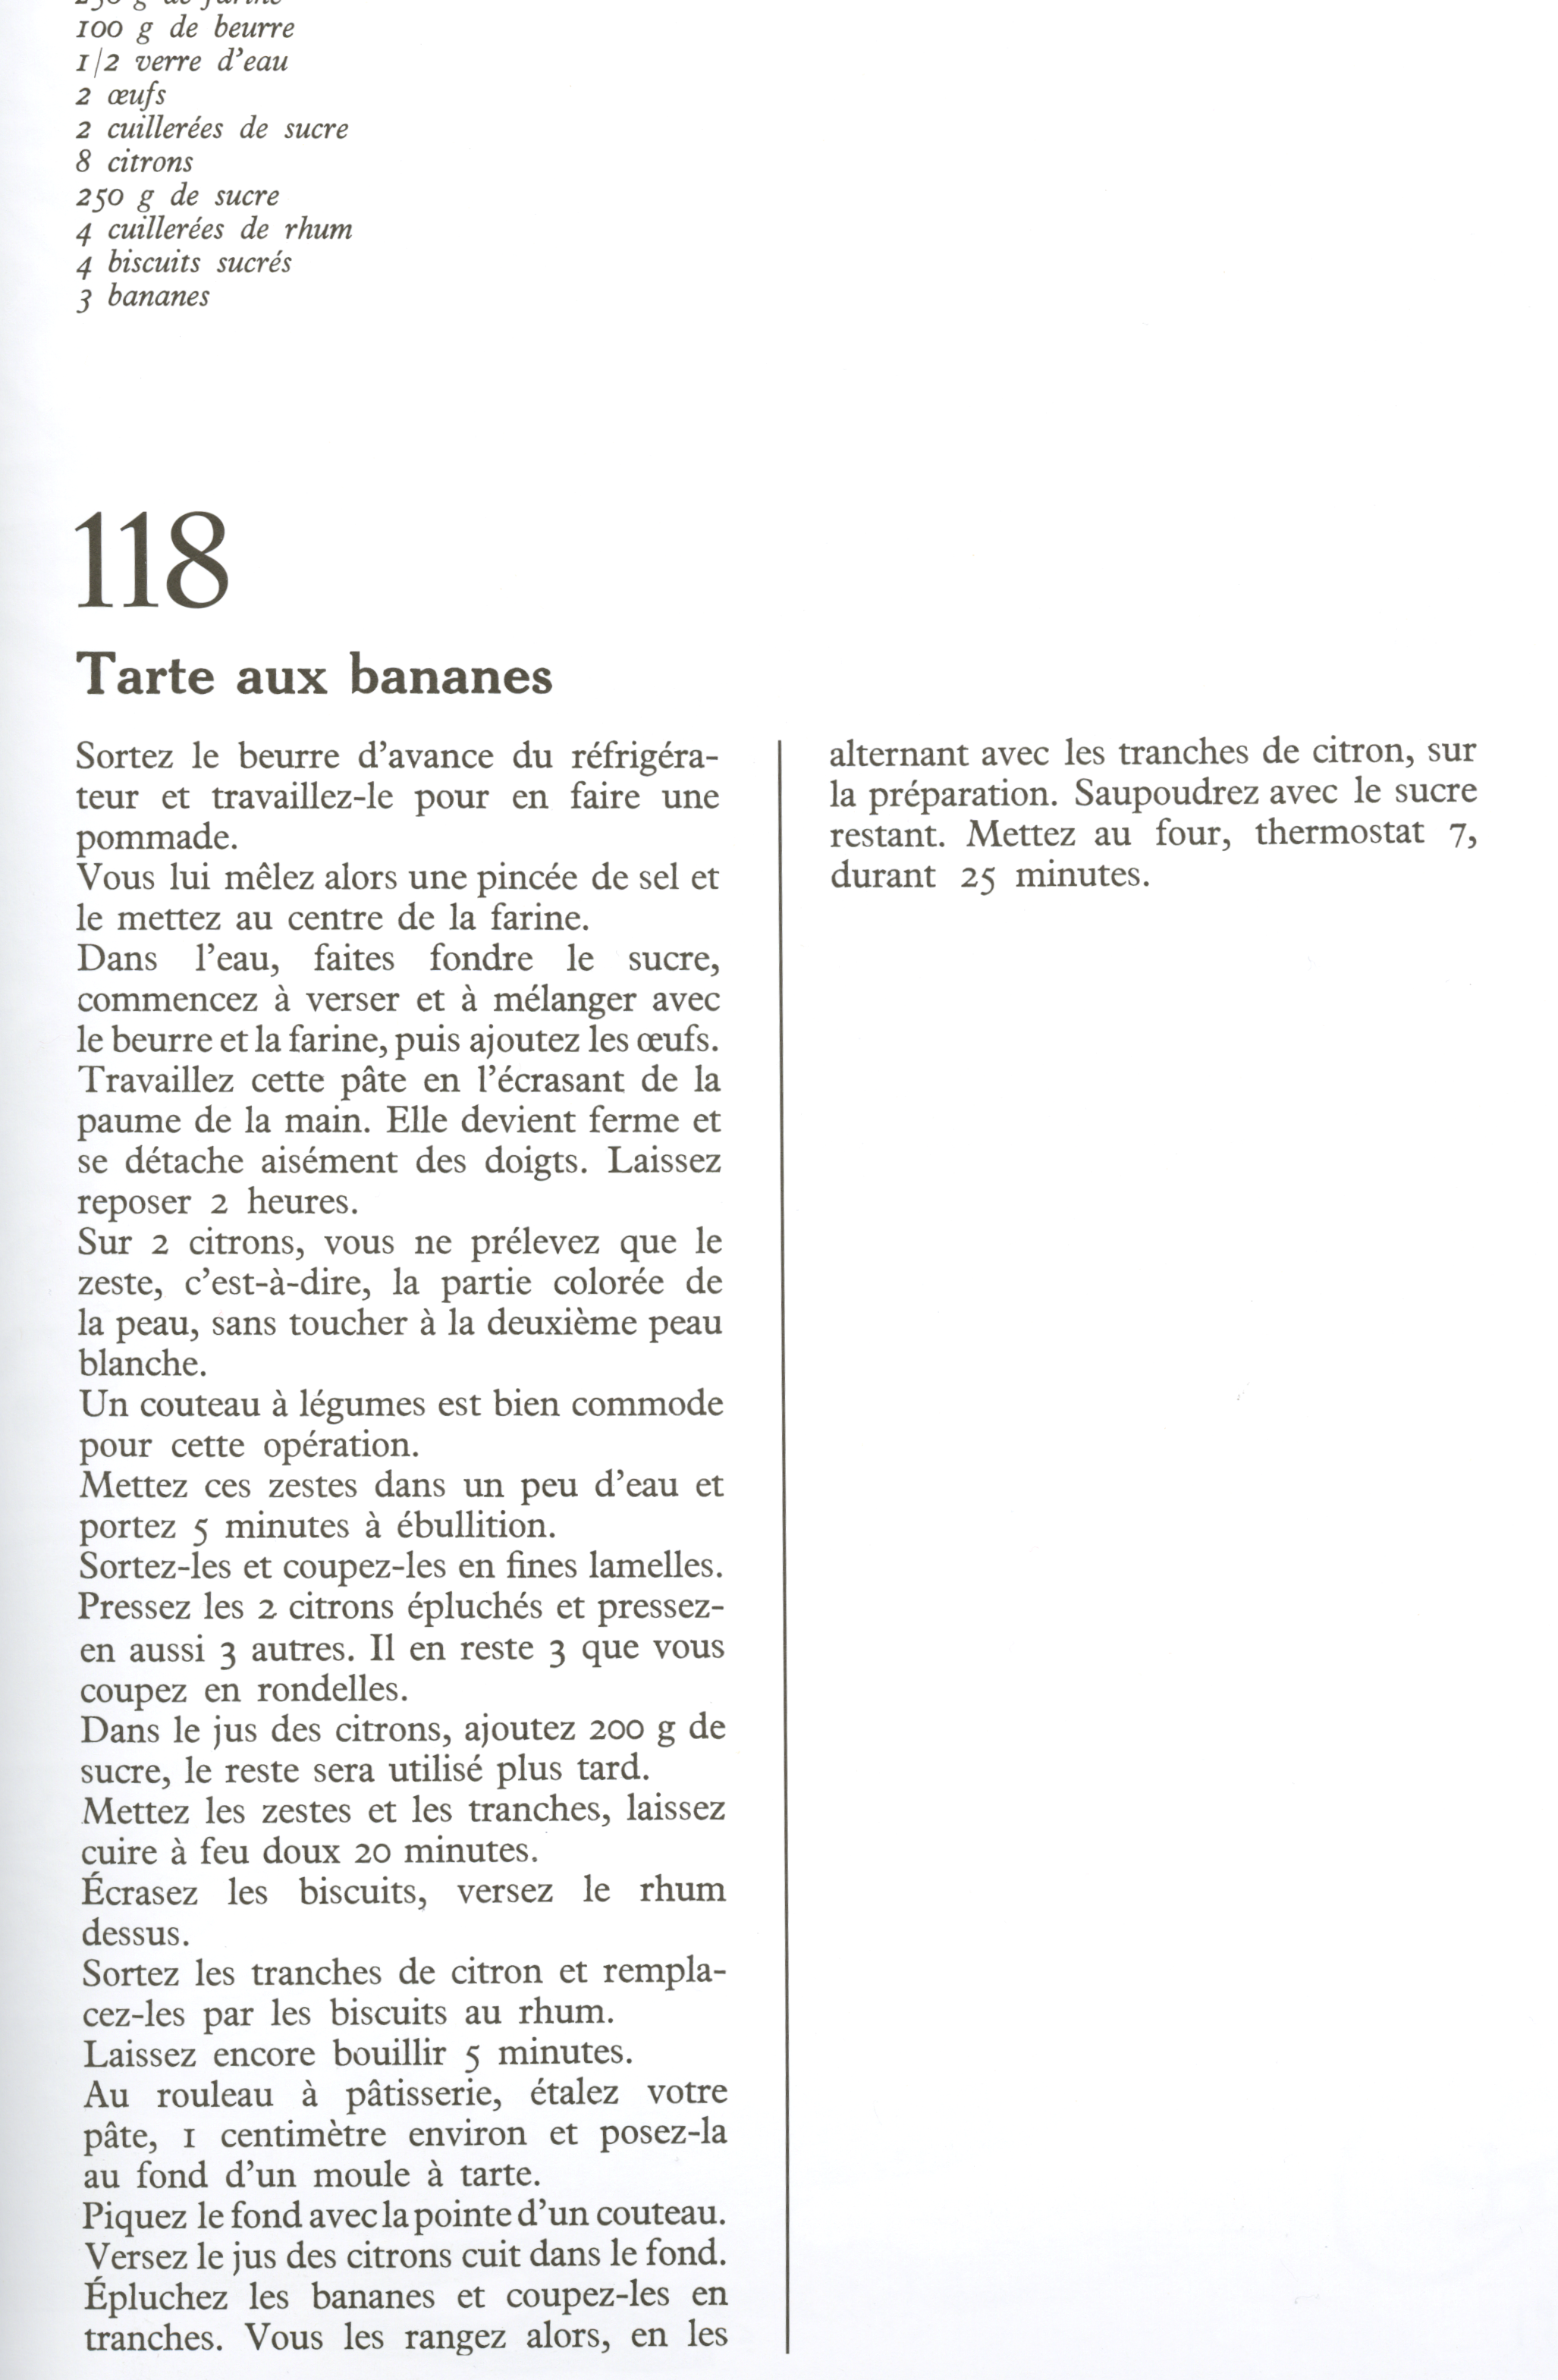 100 g de beurre
1/2 verre d'eau
2 œufs
2 cuillerées de sucre
8 citrons
250 g de sucre
4 cuillerées de rhum
4 biscuits sucrés
3 bananes
118
Tarte aux bananes
Sortez le beurre d'avance du réfrigéra-
teur et travaillez-le pour en faire une
pommade.
Vous lui mêlez alors une pincée de sel et
le mettez au centre de la farine.
Dans l'eau, faites fondre le sucre,
commencez à verser et à mélanger avec
le beurre et la farine, puis ajoutez les œufs.
Travaillez cette pâte en l'écrasant de la
paume de la main. Elle devient ferme et
se détache aisément des doigts. Laissez
reposer 2 heures.
Sur 2 citrons, vous ne prélevez que le
zeste, c'est-à-dire, la partie colorée de
la peau, sans toucher à la deuxième peau
blanche.
Un couteau à légumes est bien commode
pour cette opération.
Mettez ces zestes dans un peu d'eau et
portez 5 minutes à ébullition.
Sortez-les et coupez-les en fines lamelles.
Pressez les 2 citrons épluchés et pressez-
en aussi 3 autres. Il en reste 3 que vous
coupez en rondelles.
Dans le jus des citrons, ajoutez 200 g de
sucre, le reste sera utilisé plus tard.
Mettez les zestes et les tranches, laissez
cuire à feu doux 20 minutes.
Écrasez les biscuits, versez le rhum
dessus.
Sortez les tranches de citron et rempla-
cez-les par les biscuits au rhum.
Laissez encore bouillir 5 minutes.
Au rouleau à pâtisserie, étalez votre
pâte, 1 centimètre environ et posez-la
au fond d'un moule à tarte.
Piquez le fond avec la pointe d'un couteau.
Versez le jus des citrons cuit dans le fond.
Épluchez les bananes et coupez-les en
tranches. Vous les rangez alors, en les
alternant avec les tranches de citron, sur
la préparation. Saupoudrez avec le sucre
restant. Mettez au four, thermostat 7,
durant 25 minutes.